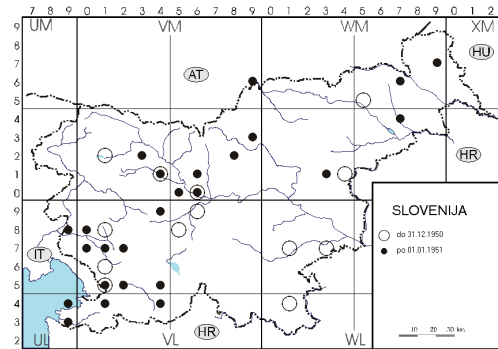 7 8 9 0 1 2 3 4 5 6 7 8 9 0 1 2 3 4 5 6 7 8 9 0 1 2
9 UM VM WM XM
8
7 AT HU
6
5
4
3
2 HR
1
0
9 SLOVENIJA
8 do 31.12.1950
7 IT po 01.01.1951
6
5
4
3 HR 10 20 30 km
2 UL VL WL